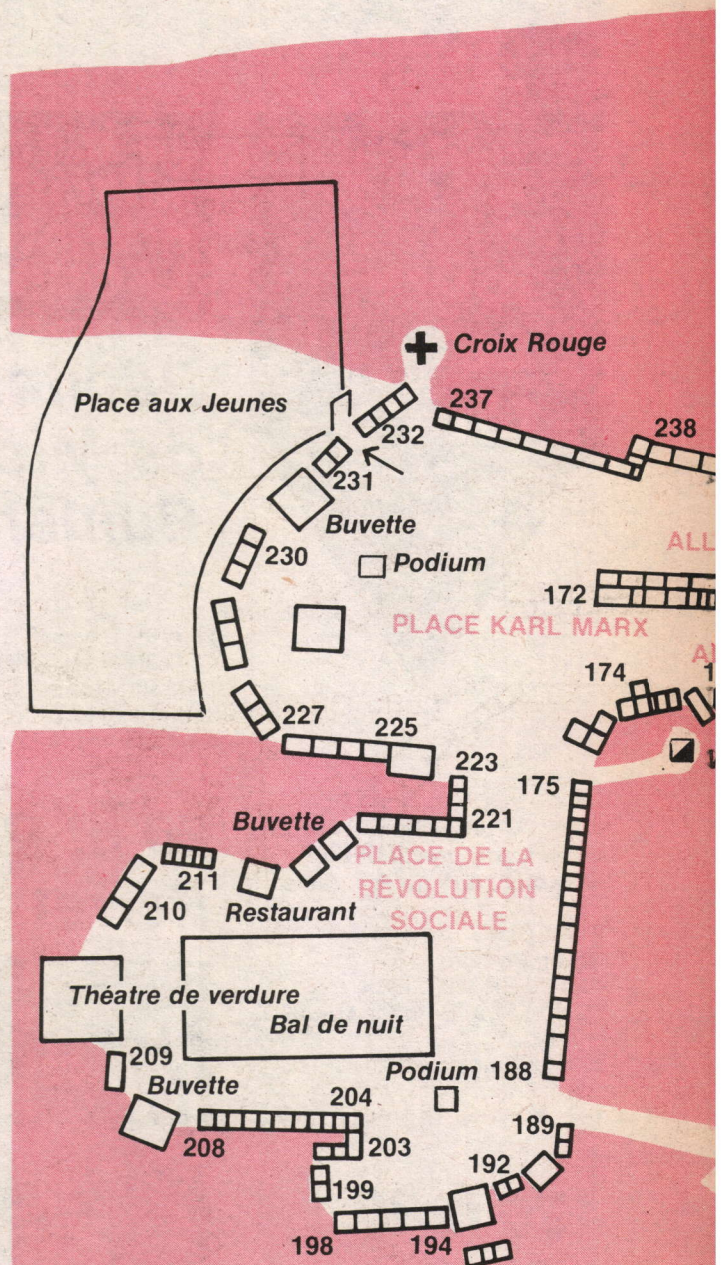 Croix Rouge
Place aux Jeunes
237
232
238
231
Buvette
230
Podium
ALL
172
PLACE KARL MARX
174
227
225
223
175
Buvette
221
PLACE DE LA
RÉVOLUTION
SOCIALE
211
210
Restaurant
Théatre de verdure
Bal de nuit
209
Podium
188
Buvette
204
208
203
189
192
199
198
194